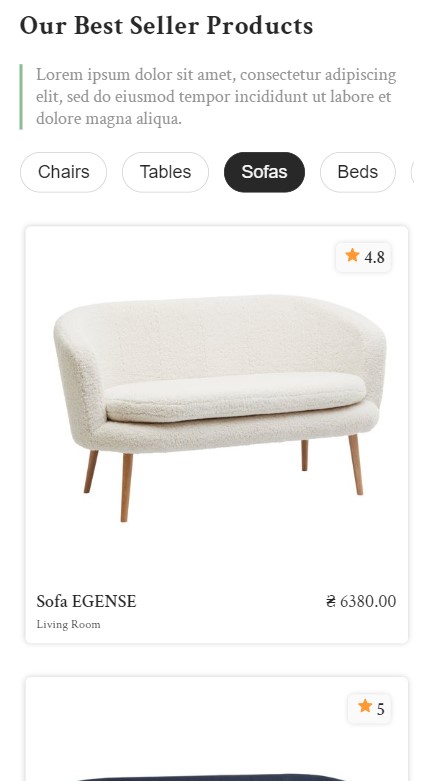 Our Best Seller Products
Lorem ipsum dolor sit amet, consectetur adipiscing
elit, sed do eiusmod tempor incididunt ut labore et
dolore magna aliqua.
Chairs Tables Sofas Beds
4.8
Sofa EGENSE ₴ 6380.00
Living Room
5